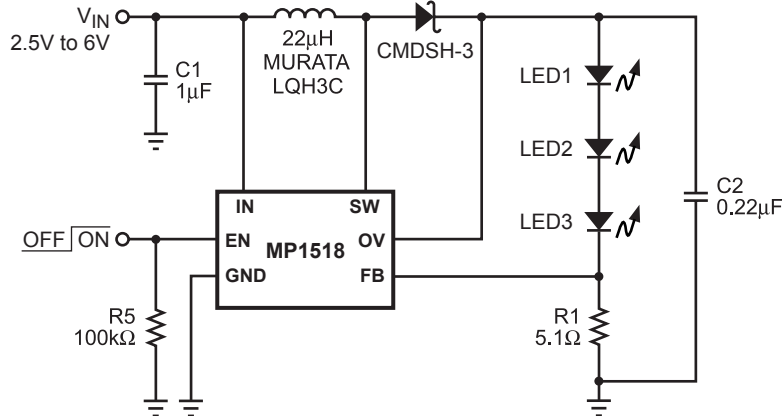 VIN
2.5V to 6V
C1
1µF
22µH
MURATA
LQH3C
CMDSH-3
LED1
LED2
LED3
C2
0.22µF
IN
SW
OFF ON
EN
MP1518
OV
GND
FB
R5
100kΩ
R1
5.1Ω